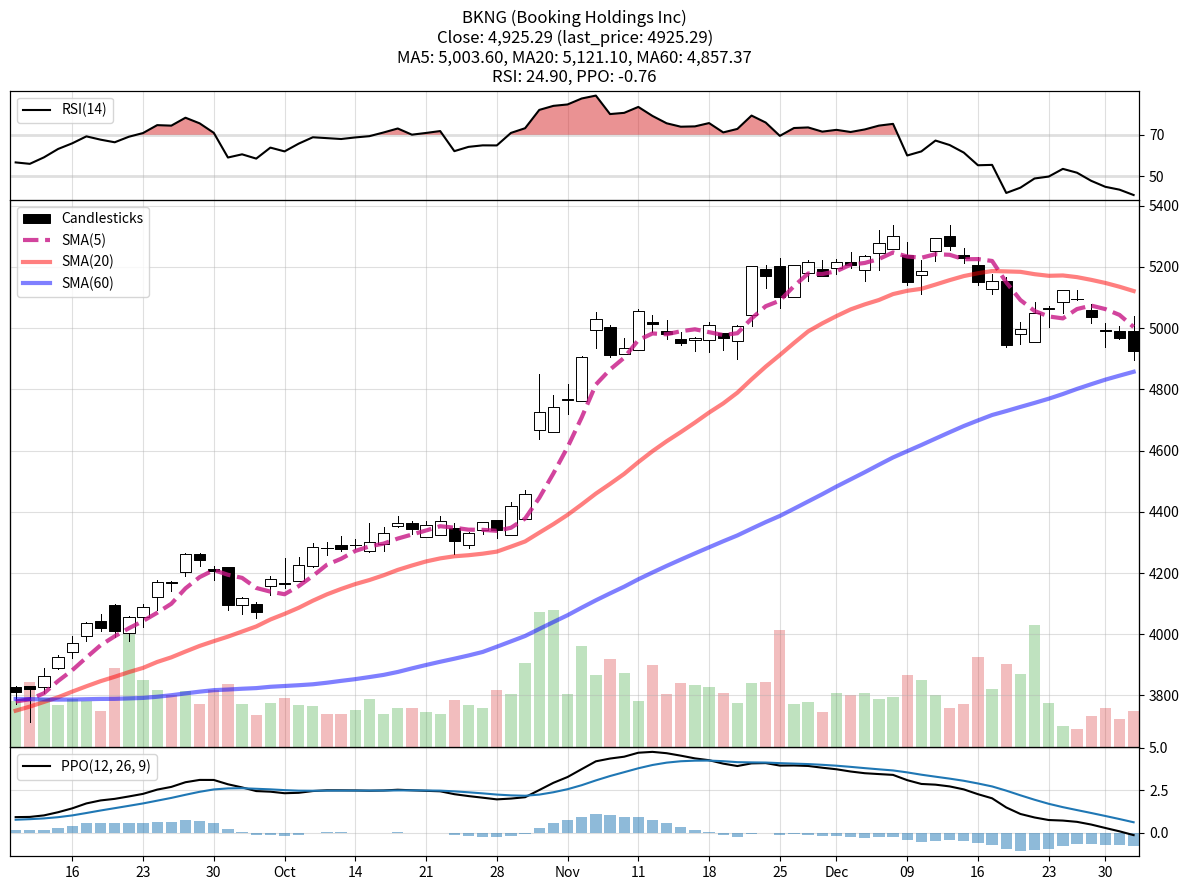 BKNG (Booking Holdings Inc)
Close: 4,925.29 (last_price: 4925.29)
MA5: 5,003.60, MA20: 5,121.10, MA60: 4,857.37
RSI: 24.90, PPO: -0.76
RSI(14)
70
50
Candlesticks
SMA(5)
SMA(20)
SMA(60)
5400
5200
5000
4800
4600
4400
4200
4000
3800
PPO(12, 26, 9)
5.0
2.5
0.0
16 23 30 Oct 14 21 28 Nov 11 18 25 Dec 09 16 23 30